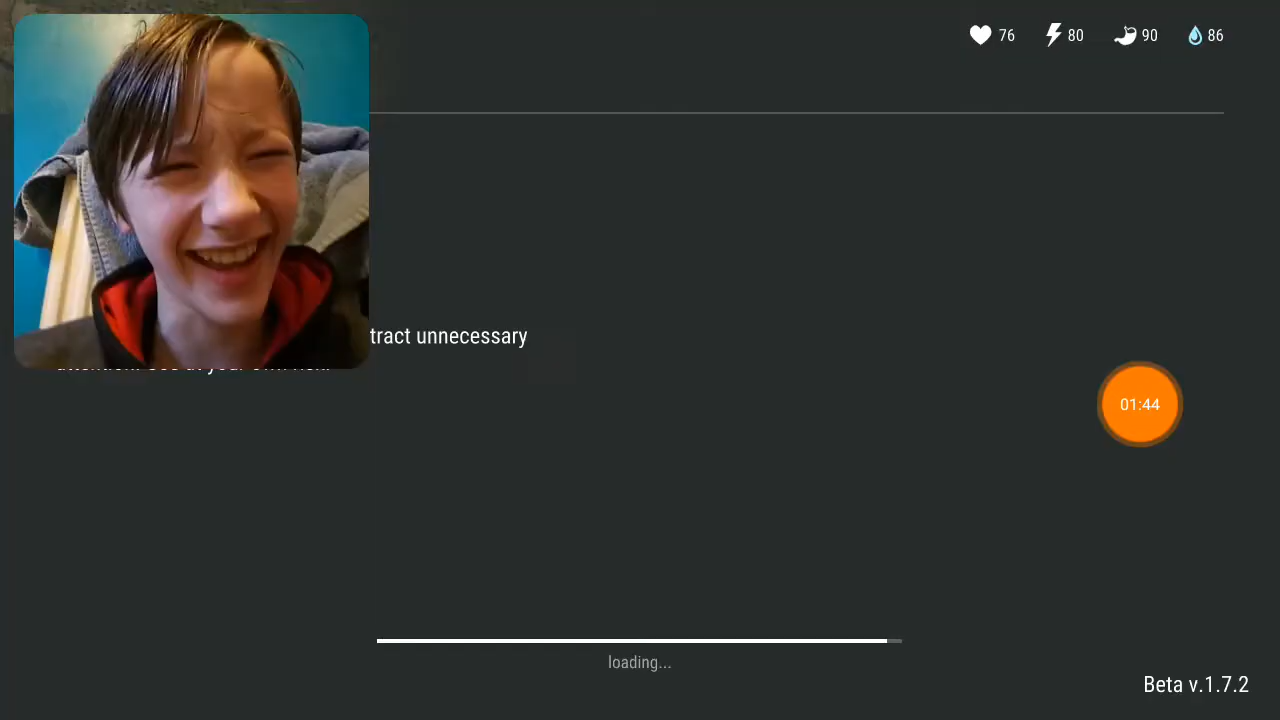 76 80 90 86
tract unnecessary
01:44
loading...
Beta v.1.7.2